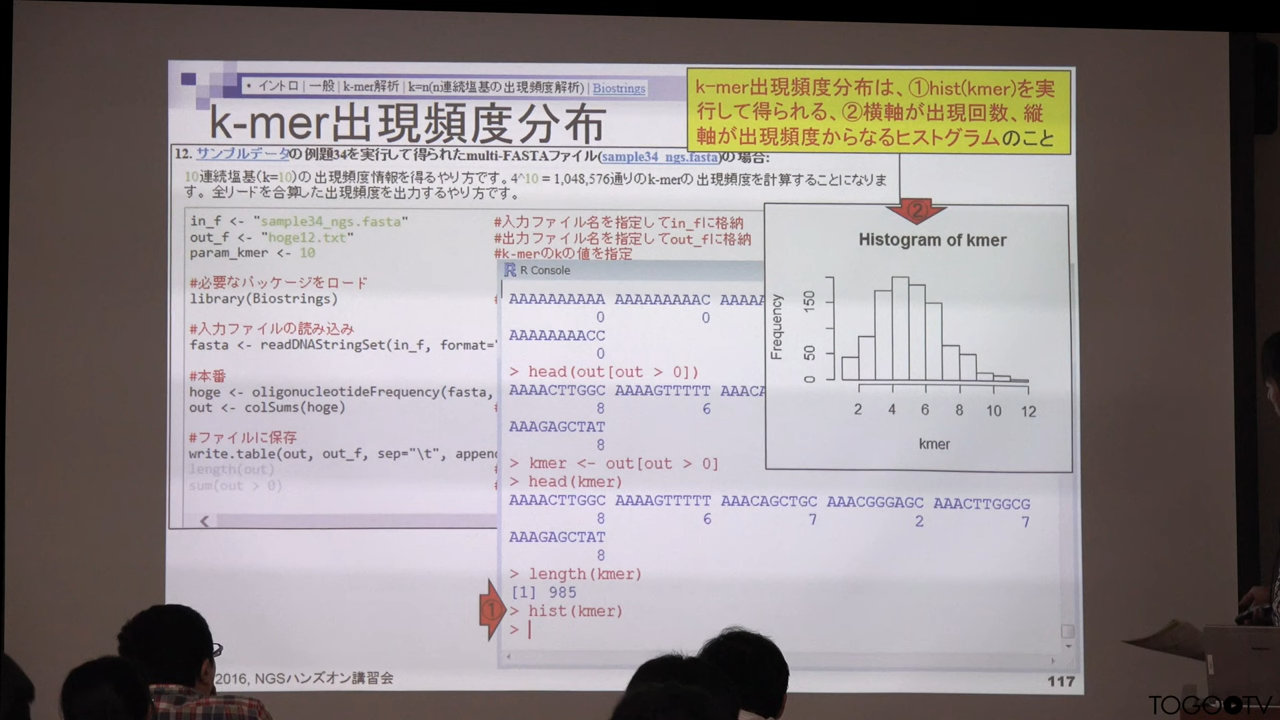 • イントロ | 一般 | k-mer解析 | k=n(n連続塩基の出現頻度解析) | Biostrings
k-mer出現頻度分布
k-mer出現頻度分布は、①hist(kmer)を実
行して得られる、②横軸が出現回数、縦
軸が出現頻度からなるヒストグラムのこと
12. サンプルデータの例題34を実行して得られたmulti-FASTAファイル(sample34_ngs.fasta)の場合:
10連続塩基(k=10)の出現頻度情報を得るやり方です。4^10 = 1,048,576通りのk-merの出現頻度を計算することになりま
す。全リードを合算した出現頻度を出力するやり方です。
in_f <- "sample34_ngs.fasta" #入力ファイル名を指定してin_fに格納
out_f <- "hoge12.txt" #出力ファイル名を指定してout_fに格納
param_kmer <- 10 #k-merのkの値を指定
#必要なパッケージをロード
library(Biostrings) #
#入力ファイルの読み込み
fasta <- readDNAStringSet(in_f, format="
#本番
hoge <- oligonucleotideFrequency(fasta,
out <- colSums(hoge) #
#ファイルに保存
write.table(out, out_f, sep="\t", append
length(out) #
sum(out > 0) #
R Console
AAAAAAAAAA AAAAAAAAAC AAAAA
0 0
AAAAAAAACC
0
> head(out[out > 0])
AAAACTTGGC AAAAGTTTTT AAACA
8 6
AAAGAGCTAT
8
> kmer <- out[out > 0]
> head(kmer)
AAAACTTGGC AAAAGTTTTT AAACAGCTGC AAACGGGAGC AAACTTGGCG
8 6 7 2 7
AAAGAGCTAT
8
> length(kmer)
[1] 985
① > hist(kmer)
>
②
Histogram of kmer
Frequency
150
50
0
2 4 6 8 10 12
kmer
2016, NGSハンズオン講習会
117
TOGOTV